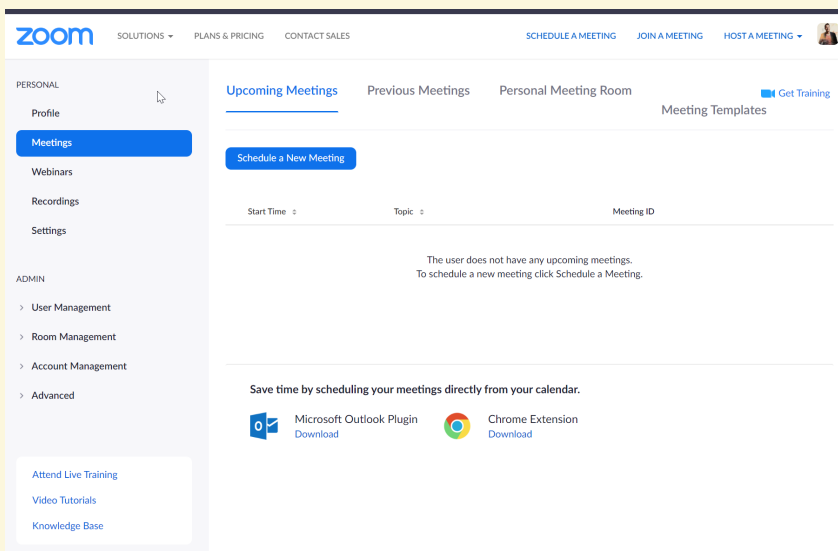 zoom SOLUTIONS PLANS & PRICING CONTACT SALES SCHEDULE A MEETING JOIN A MEETING HOST A MEETING
PERSONAL
Profile
Meetings
Webinars
Recordings
Settings
ADMIN
User Management
Room Management
Account Management
Advanced
Attend Live Training
Video Tutorials
Knowledge Base
Upcoming Meetings Previous Meetings Personal Meeting Room Meeting Templates
Get Training
Schedule a New Meeting
Start Time Topic Meeting ID
The user does not have any upcoming meetings.
To schedule a new meeting click Schedule a Meeting.
Save time by scheduling your meetings directly from your calendar.
Microsoft Outlook Plugin
Download
Chrome Extension
Download